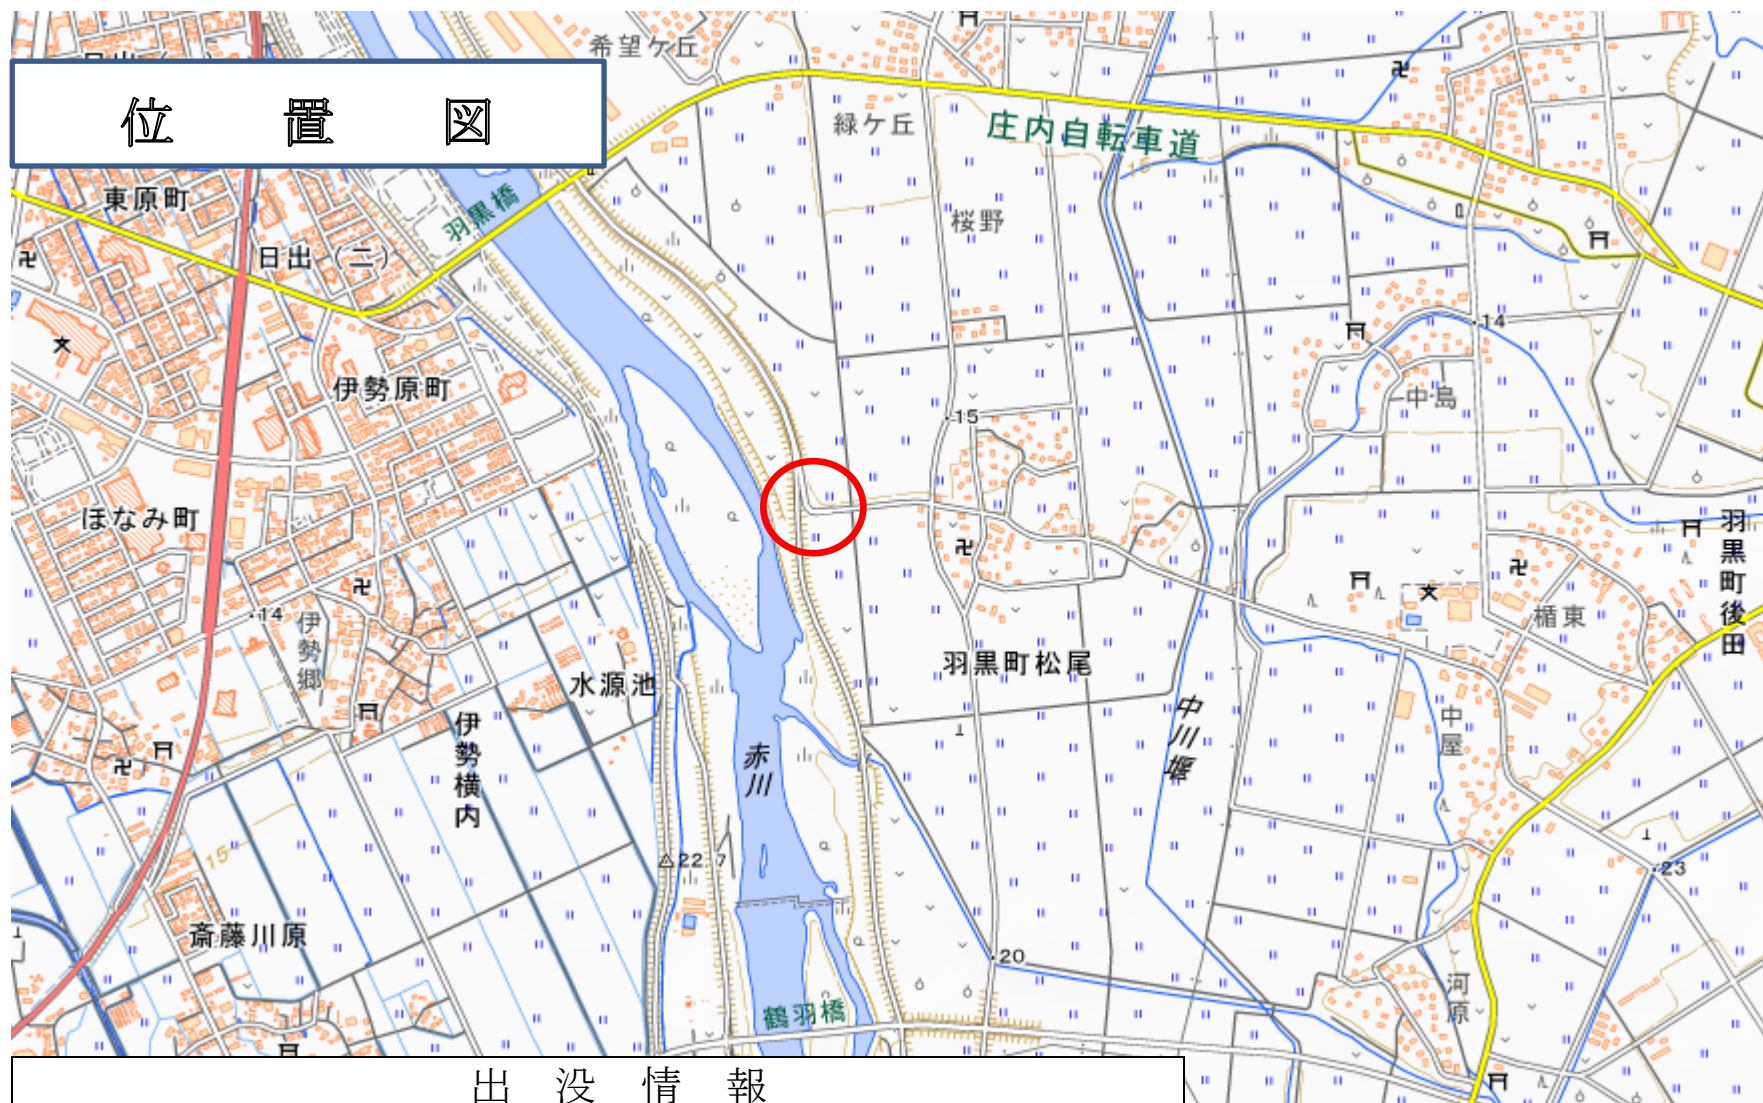 希望ケ丘
位置図
緑ケ丘
庄内自転車道
東原町
羽黒橋
桜野
日出（二）
14
伊勢原町
中島
15
ほなみ町
羽黒町後田
14
伊勢郷
楯東
羽黒町松尾
水源池
伊勢横内
中川堰
中屋
赤川
15
22.7
23
斎藤川原
20
河原
鶴羽橋
出没情報